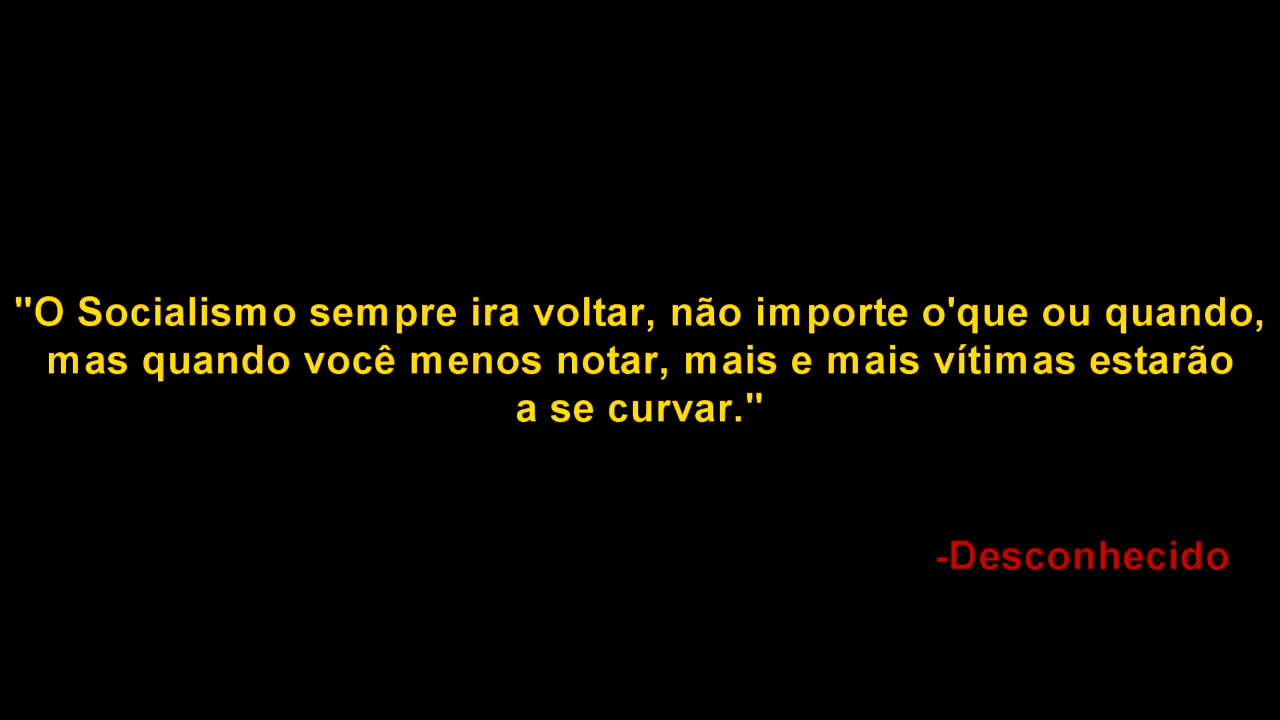 "O Socialismo sempre ira voltar, não importe o'que ou quando,
mas quando você menos notar, mais e mais vítimas estarão
a se curvar."
-Desconhecido